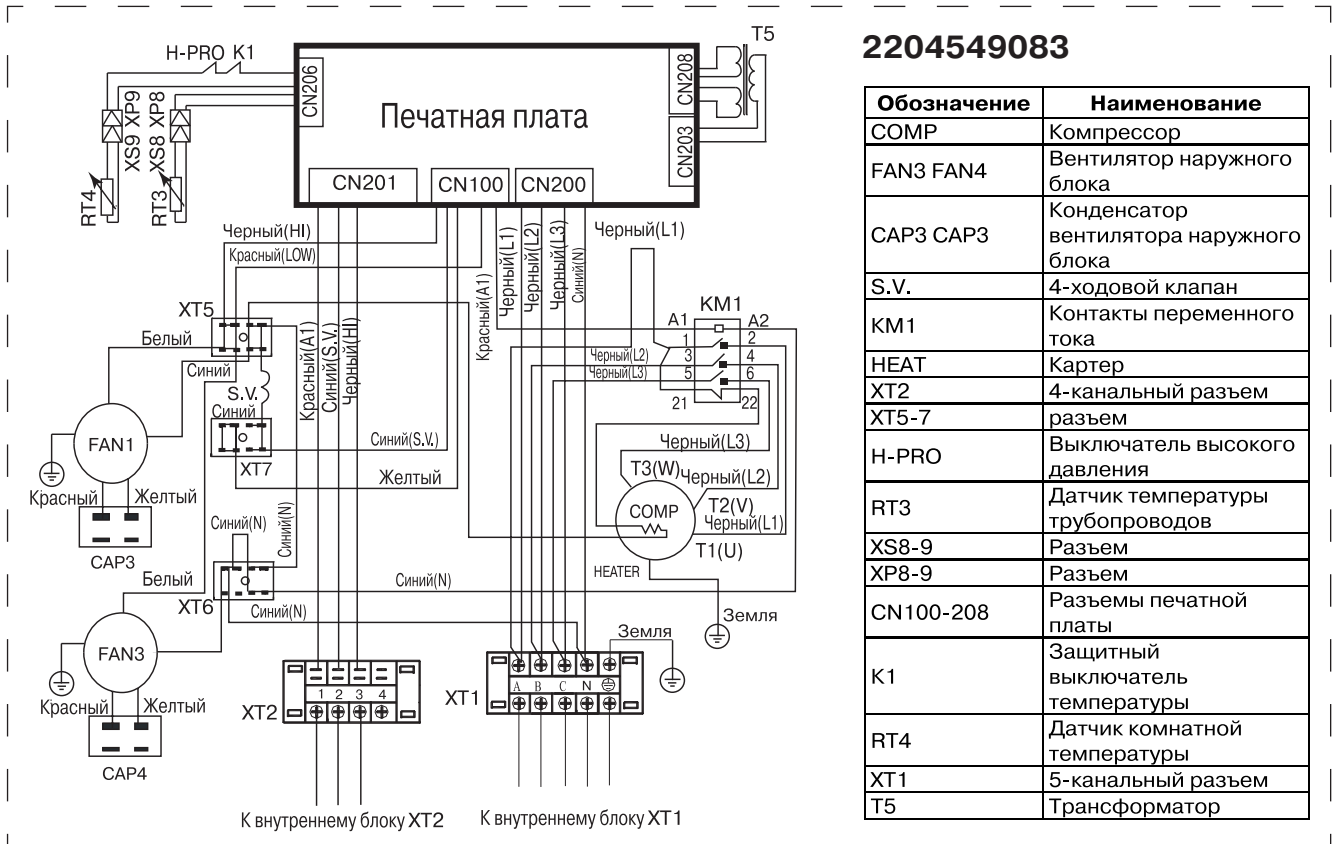 H-PRO K1
T5
2204549083
CN206
CN208
XP9
XP8
XS9
XS8
Печатная плата
CN203
CN201
CN100
CN200
RT4
RT3
Черный(HI)
Красный(LOW)
Черный(L1)
Черный(L2)
Черный(L3)
Синий(N)
Черный(L1)
Красный(A1)
XT5
KM1
A1
A2
Белый
1
2
Черный(L2)
3
4
Черный(L3)
5
6
Синий
Красный(A1)
Синий(S.V.)
Черный(HI)
S.V.
Синий
21
22
FAN1
Синий(S.V.)
Черный(L3)
XT7
T3(W)
Черный(L2)
Желтый
Красный
Желтый
COMP
T2(V)
Черный(L1)
Синий(N)
Синий(N)
T1(U)
CAP3
HEATER
Белый
Синий(N)
XT6
Синий(N)
Земля
Земля
FAN3
A B C N
1 2 3 4
XT2
XT1
Красный
Желтый
CAP4
К внутреннему блоку XT2
К внутреннему блоку XT1
Обозначение Наименование
COMP Компрессор
FAN3 FAN4 Вентилятор наружного
блока
CAP3 CAP3 Конденсатор
вентилятора наружного
блока
S.V. 4-ходовой клапан
KM1 Контакты переменного
тока
HEAT Картер
XT2 4-канальный разъем
XT5-7 разъем
H-PRO Выключатель высокого
давления
RT3 Датчик температуры
трубопроводов
XS8-9 Разъем
XP8-9 Разъем
CN100-208 Разъемы печатной
платы
K1 Защитный
выключатель
температуры
RT4 Датчик комнатной
температуры
XT1 5-канальный разъем
T5 Трансформатор